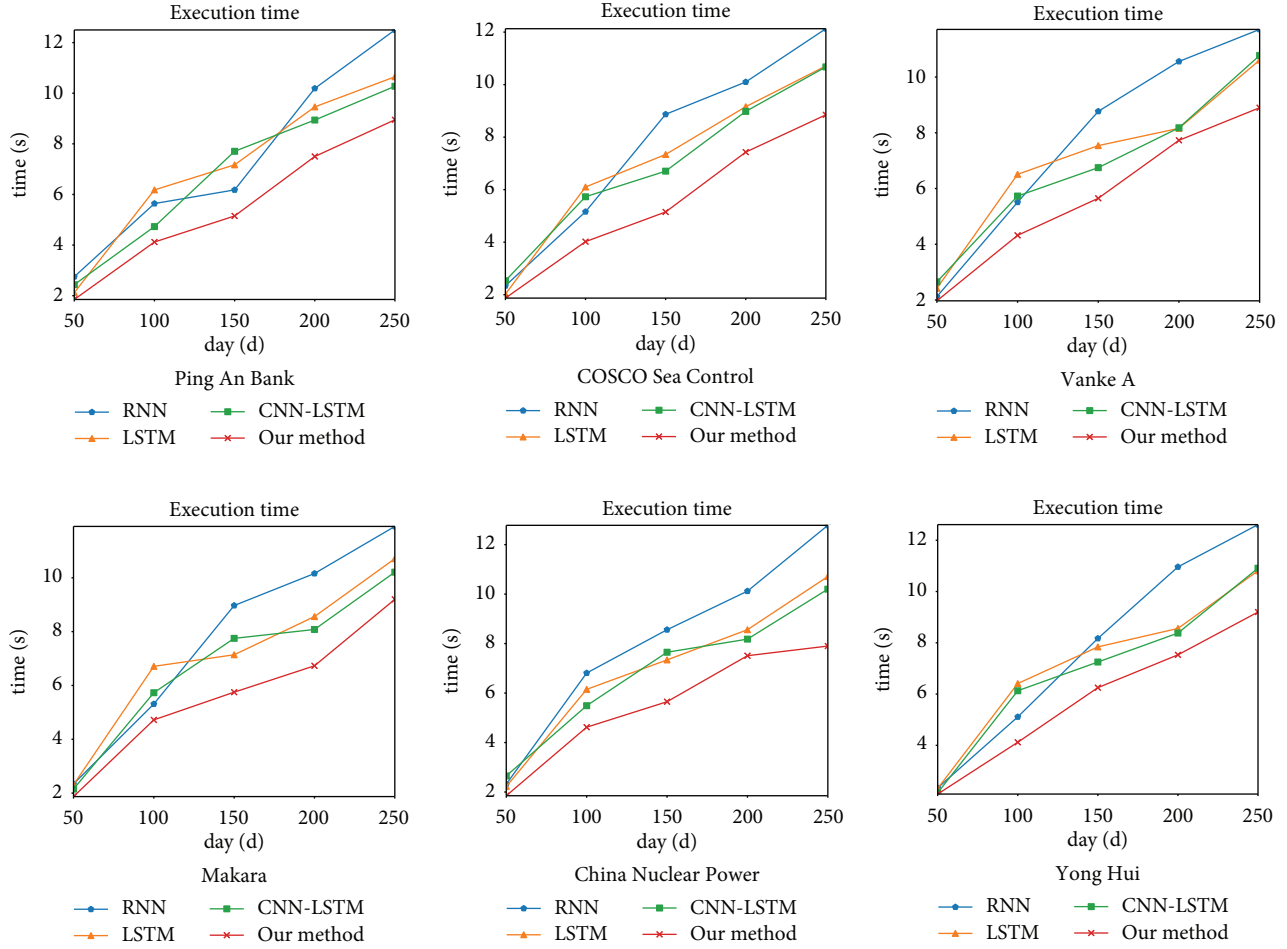 Execution time
12
10
8
6
4
2
time (s)
50 100 150 200 250
day (d)
Ping An Bank
RNN CNN-LSTM
LSTM Our method
Execution time
12
10
8
6
4
2
time (s)
50 100 150 200 250
day (d)
COSCO Sea Control
RNN CNN-LSTM
LSTM Our method
Execution time
10
8
6
4
2
time (s)
50 100 150 200 250
day (d)
Vanke A
RNN CNN-LSTM
LSTM Our method
Execution time
10
8
6
4
2
time (s)
50 100 150 200 250
day (d)
Makara
RNN CNN-LSTM
LSTM Our method
Execution time
12
10
8
6
4
2
time (s)
50 100 150 200 250
day (d)
China Nuclear Power
RNN CNN-LSTM
LSTM Our method
Execution time
12
10
8
6
4
time (s)
50 100 150 200 250
day (d)
Yong Hui
RNN CNN-LSTM
LSTM Our method